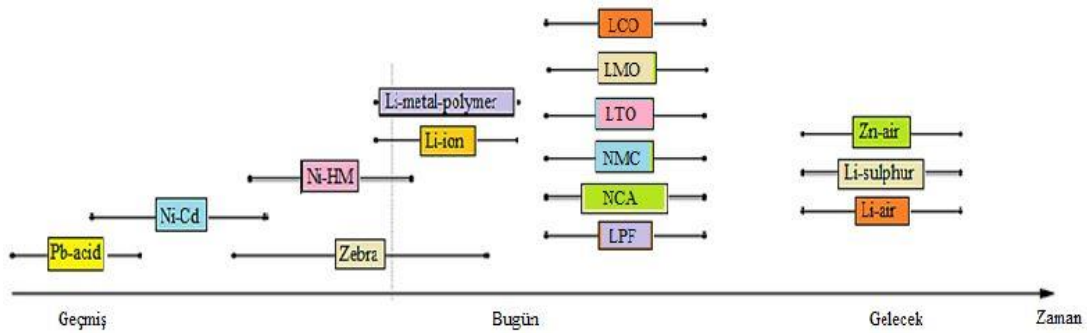 LCO
LMO
Li-metal-polymer
LTO
Zn-air
Li-ion
NMC
Ni-HM
Li-sulphur
NCA
Ni-Cd
Li-air
LPF
Pb-acid
Zebra
Geçmiş
Bugün
Gelecek
Zaman